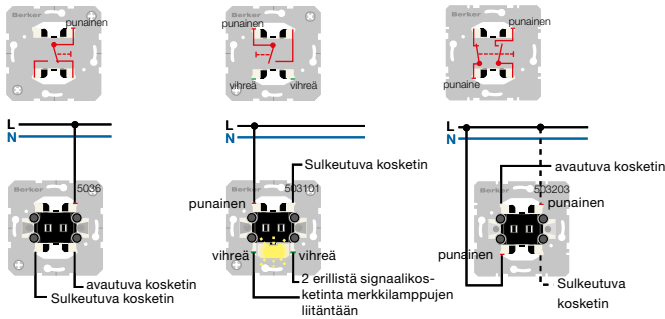 Berker
punainen
Berker
punainen
vihreä
vihreä
Berker
punainen
punaine
L
N
Berker
5036
avautuva kosketin
Sulkeutuva kosketin
L
N
Sulkeutuva kosketin
Berker
503101
punainen
vihreä
vihreä
2 erillistä signaalikos-
ketinta merkkilamppujen
liitäntään
L
N
avautuva kosketin
Berker
503203
punainen
punainen
Sulkeutuva
kosketin